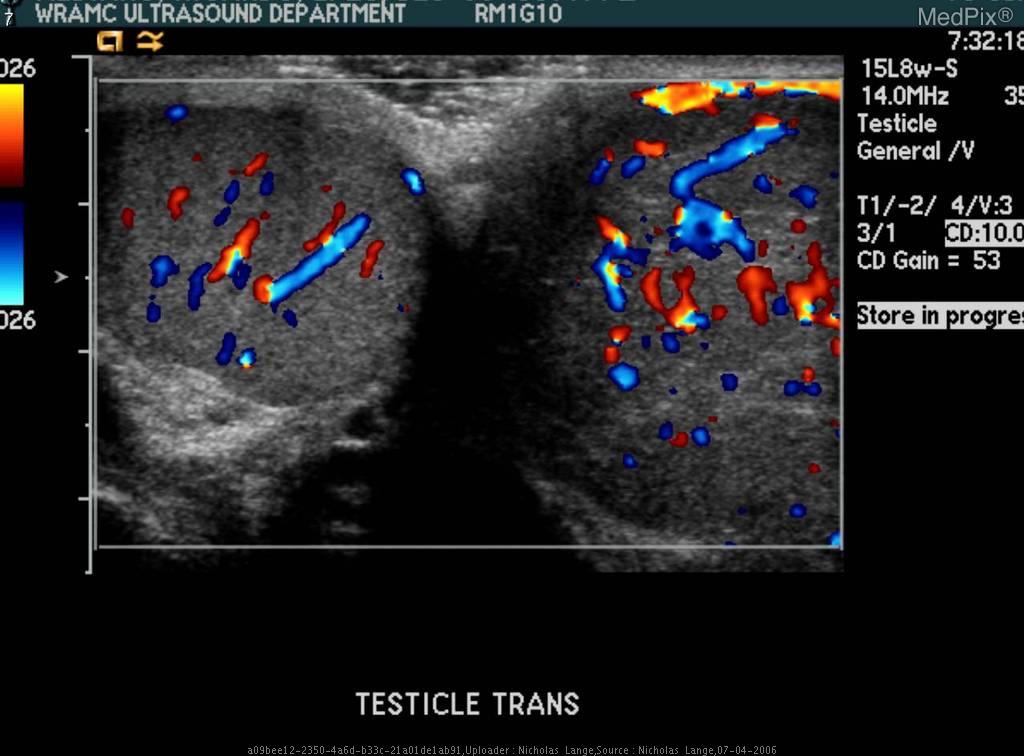 WRAMC ULTRASOUND DEPARTMENT RM1G10
MedPix®
7
7:32:18
026
15L8w-S
14.0MHz 35
Testicle
General /V
T1/-2/ 4/V:3
3/1 CD:10.0
CD Gain = 53
026
Store in progres
TESTICLE TRANS
a09bee12-2350-4a6d-b33c-21a01de1ab91,Uploader : Nicholas Lange,Source : Nicholas Lange,07-04-2006